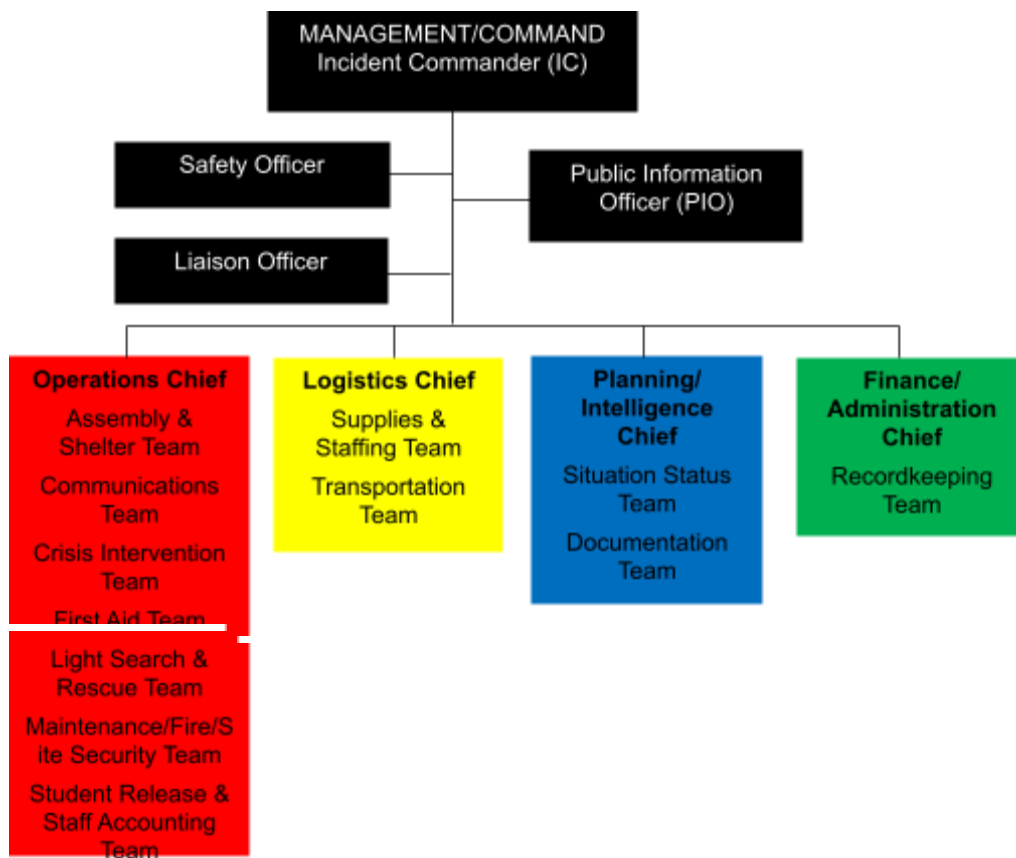 MANAGEMENT/COMMAND
Incident Commander (IC)
Safety Officer
Public Information
Officer (PIO)
Liaison Officer
Operations Chief
Assembly &
Shelter Team
Communications
Team
Crisis Intervention
Team
First Aid Team
Light Search &
Rescue Team
Maintenance/Fire/S
ite Security Team
Student Release &
Staff Accounting
Team
Logistics Chief
Supplies &
Staffing Team
Transportation
Team
Planning/
Intelligence
Chief
Situation Status
Team
Documentation
Team
Finance/
Administration
Chief
Recordkeeping
Team